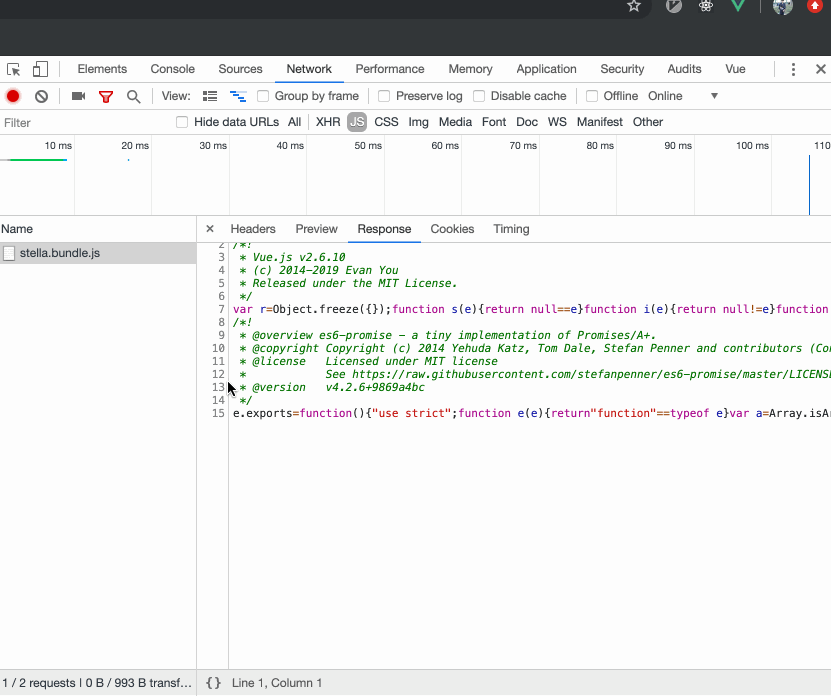 Elements Console Sources Network Performance Memory Application Security Audits Vue
View: Group by frame Preserve log Disable cache Offline Online
Filter Hide data URLs All XHR JS CSS Img Media Font Doc WS Manifest Other
10 ms 20 ms 30 ms 40 ms 50 ms 60 ms 70 ms 80 ms 90 ms 100 ms 110
Name × Headers Preview Response Cookies Timing
stella.bundle.js
2 /*!
3 * Vue.js v2.6.10
4 * (c) 2014-2019 Evan You
5 * Released under the MIT License.
6 */
7 var r=Object.freeze({});function s(e){return null==e}function i(e){return null!=e}function
8 /*!
9 * @overview es6-promise - a tiny implementation of Promises/A+.
10 * @copyright Copyright (c) 2014 Yehuda Katz, Tom Dale, Stefan Penner and contributors (Co
11 * @license Licensed under MIT license
12 * See https://raw.githubusercontent.com/stefanpenner/es6-promise/master/LICENSE
13 * @version v4.2.6+9869a4bc
14 */
15 e.exports=function(){"use strict";function e(e){return"function"==typeof e}var a=Array.isAr
1 / 2 requests | 0 B / 993 B transf... {} Line 1, Column 1